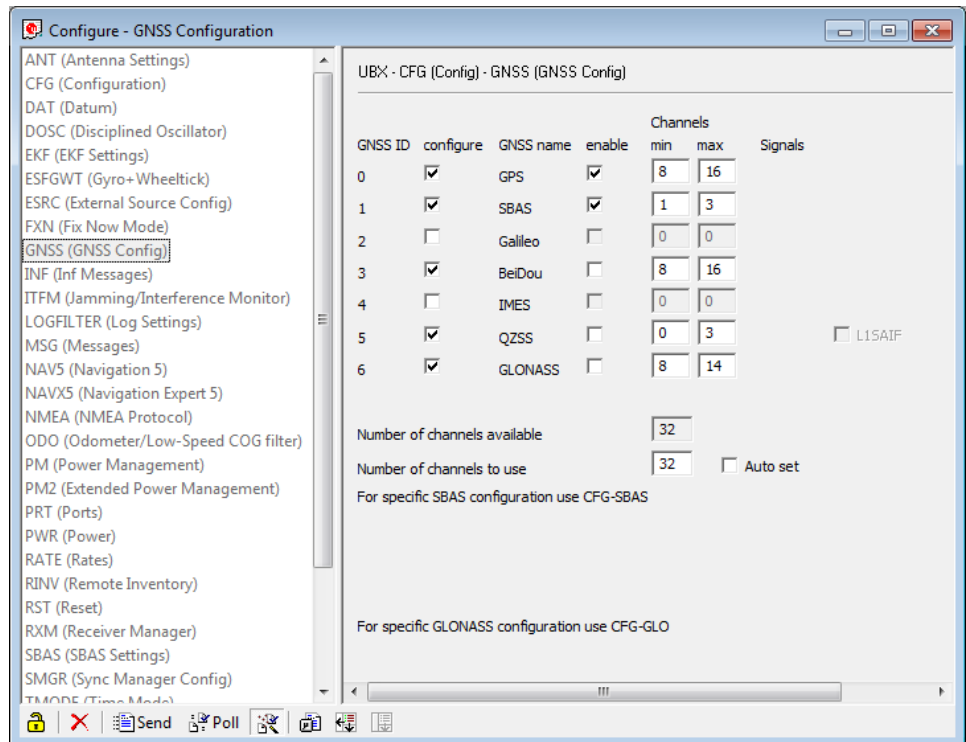 Configure - GNSS Configuration
ANT (Antenna Settings)
CFG (Configuration)
DAT (Datum)
DOSC (Disciplined Oscillator)
EKF (EKF Settings)
ESFGWT (Gyro+Wheeltick)
ESRC (External Source Config)
FXN (Fix Now Mode)
GNSS (GNSS Config)
INF (Inf Messages)
ITFM (Jamming/Interference Monitor)
LOGFILTER (Log Settings)
MSG (Messages)
NAV5 (Navigation 5)
NAVX5 (Navigation Expert 5)
NMEA (NMEA Protocol)
ODO (Odometer/Low-Speed COG filter)
PM (Power Management)
PM2 (Extended Power Management)
PRT (Ports)
PWR (Power)
RATE (Rates)
RINV (Remote Inventory)
RST (Reset)
RXM (Receiver Manager)
SBAS (SBAS Settings)
SMGR (Sync Manager Config)
TMODE (Time Mode)
UBX - CFG (Config) - GNSS (GNSS Config)
Channels
GNSS ID configure GNSS name enable min max Signals
0 GPS 8 16
1 SBAS 1 3
2 Galileo 0 0
3 BeiDou 8 16
4 IMES 0 0
5 QZSS 0 3 L1SAIF
6 GLONASS 8 14
Number of channels available 32
Number of channels to use 32 Auto set
For specific SBAS configuration use CFG-SBAS
For specific GLONASS configuration use CFG-GLO
Send Poll